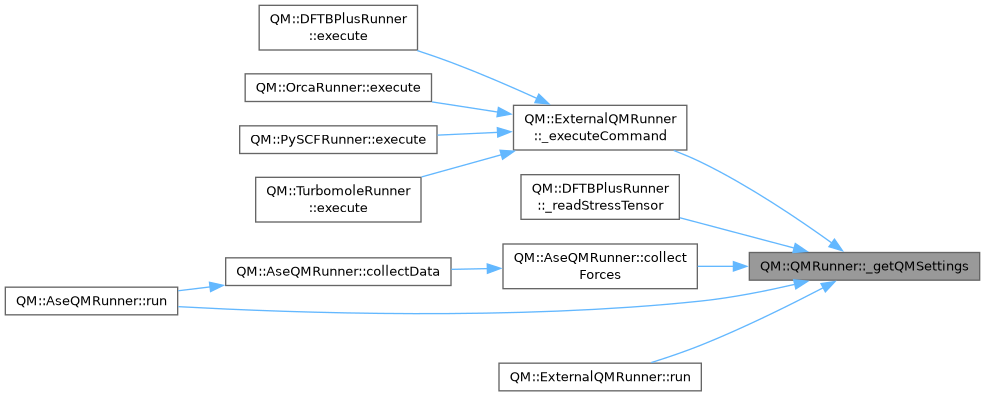 QM::DFTBPlusRunner
::execute
QM::OrcaRunner::execute
QM::PySCFRunner::execute
QM::TurbomoleRunner
::execute
QM::ExternalQMRunner
::_executeCommand
QM::DFTBPlusRunner
::_readStressTensor
QM::AseQMRunner::collect
Forces
QM::AseQMRunner::collectData
QM::AseQMRunner::run
QM::QMRunner::_getQMSettings
QM::ExternalQMRunner::run